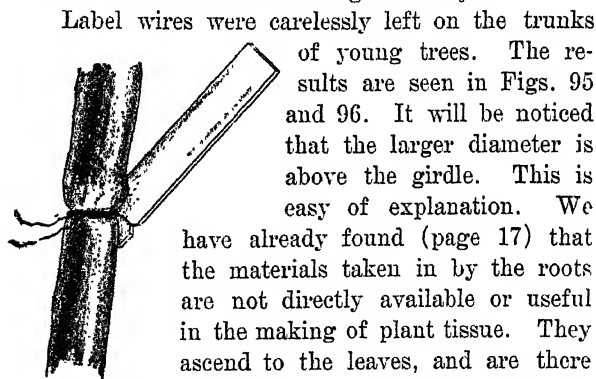 Label wires were carelessly left on the trunks
of young trees. The re-
sults are seen in Figs. 95
and 96. It will be noticed
that the larger diameter is
above the girdle. This is
easy of explanation. We
have already found (page 17) that
the materials taken in by the roots
are not directly available or useful
in the making of plant tissue. They
ascend to the leaves, and are there